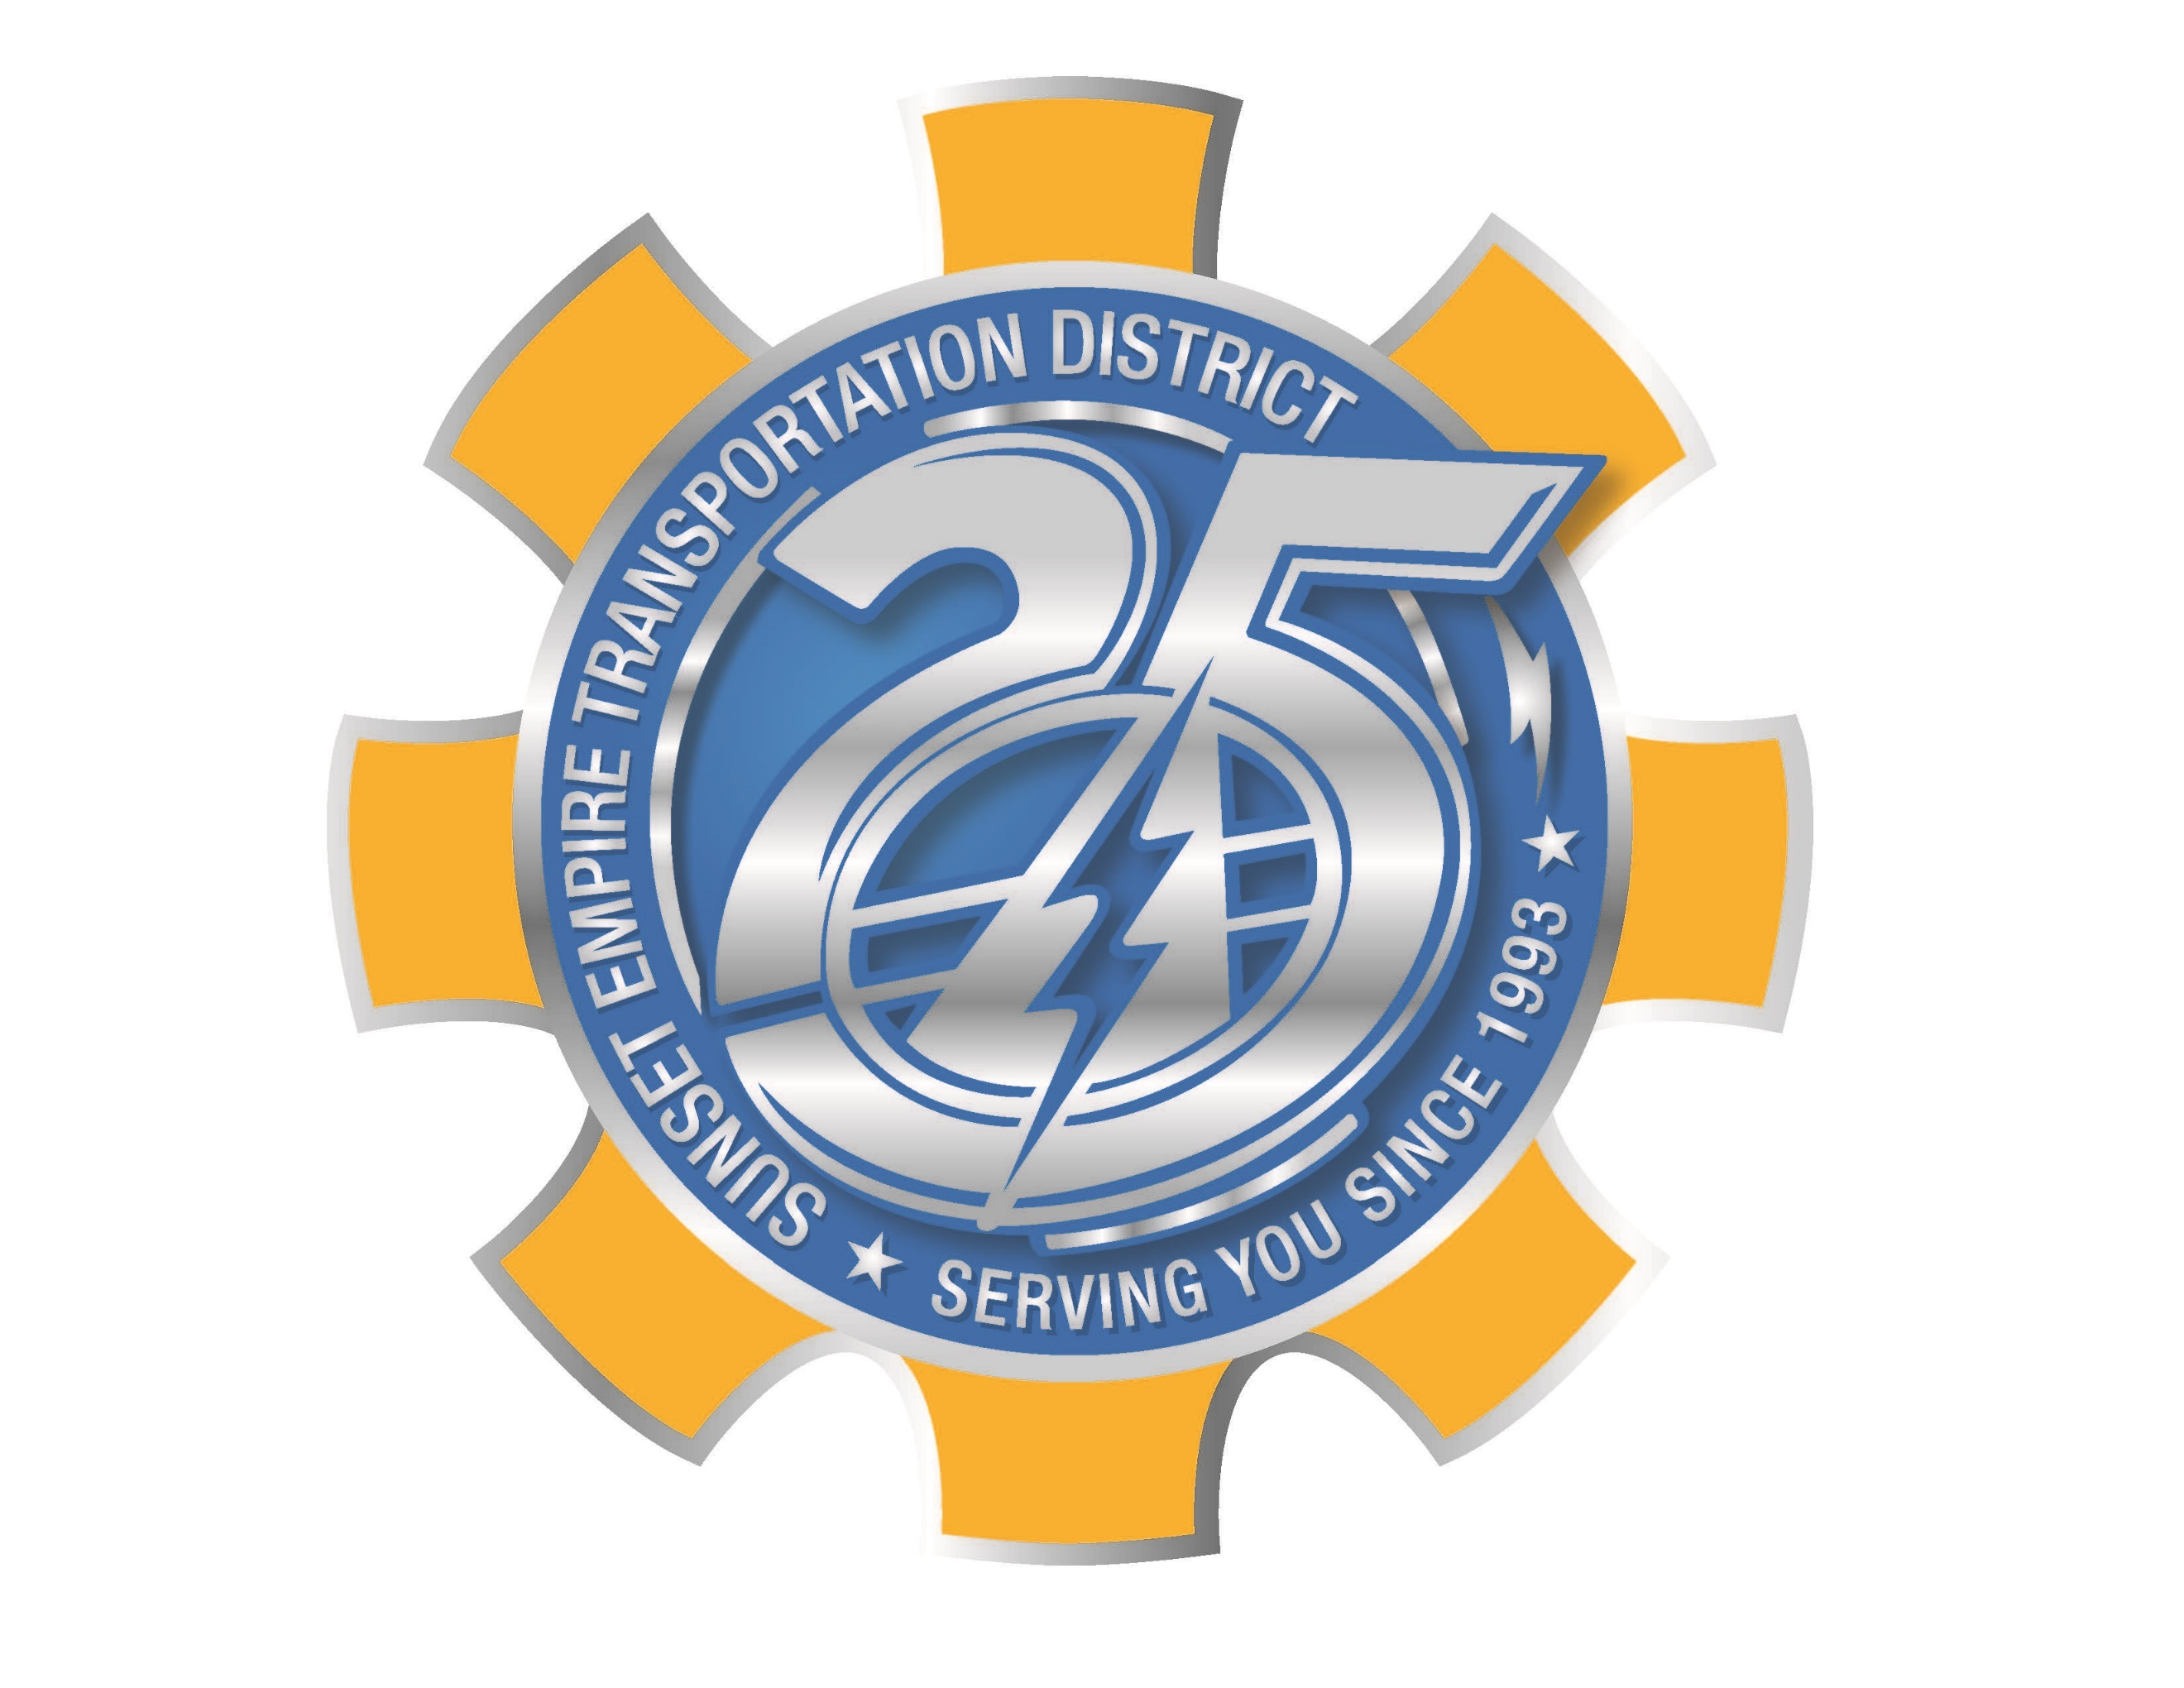 SUNSET EMPIRE TRANSPORTATION DISTRICT
25
★ SERVING YOU SINCE 1993 ★